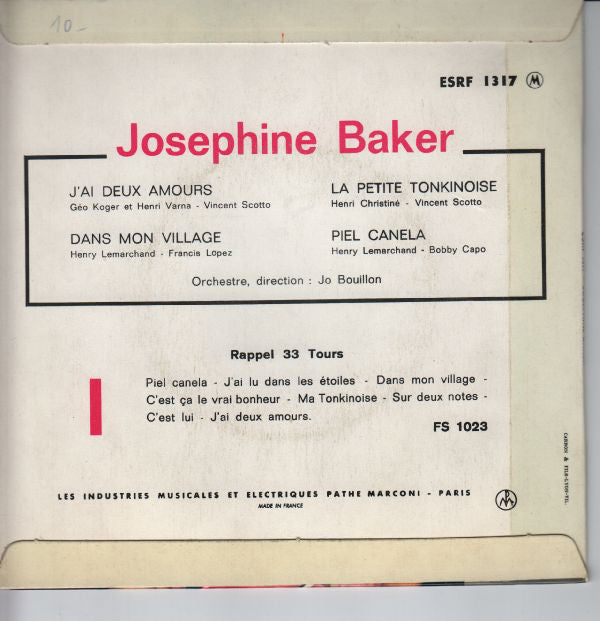 10-
ESRF 1317 M
Josephine Baker
J'AI DEUX AMOURS
Géo Koger et Henri Varna - Vincent Scotto
LA PETITE TONKINOISE
Henri Christiné - Vincent Scotto
DANS MON VILLAGE
Henry Lemarchand - Francis Lopez
PIEL CANELA
Henry Lemarchand - Bobby Capo
Orchestre, direction : Jo Bouillon
Rappel 33 Tours
Piel canela - J'ai lu dans les étoiles - Dans mon village -
C'est ça le vrai bonheur - Ma Tonkinoise - Sur deux notes -
C'est lui - J'ai deux amours.
FS 1023
LES INDUSTRIES MUSICALES ET ELECTRIQUES PATHE MARCONI - PARIS
MADE IN FRANCE